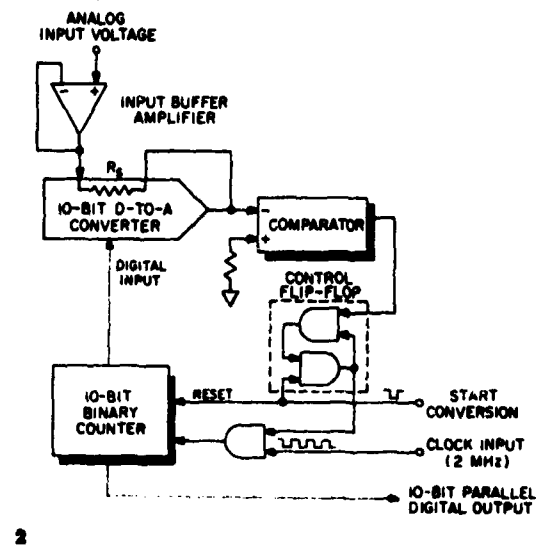 ANALOG
INPUT VOLTAGE
- +
INPUT BUFFER
AMPLIFIER
RS
10-BIT D-TO-A
CONVERTER
-
+
COMPARATOR
DIGITAL
INPUT
CONTROL
FLIP-FLOP
10-BIT
BINARY
COUNTER
RESET
START
CONVERSION
CLOCK INPUT
(2 MHz)
10-BIT PARALLEL
DIGITAL OUTPUT
2